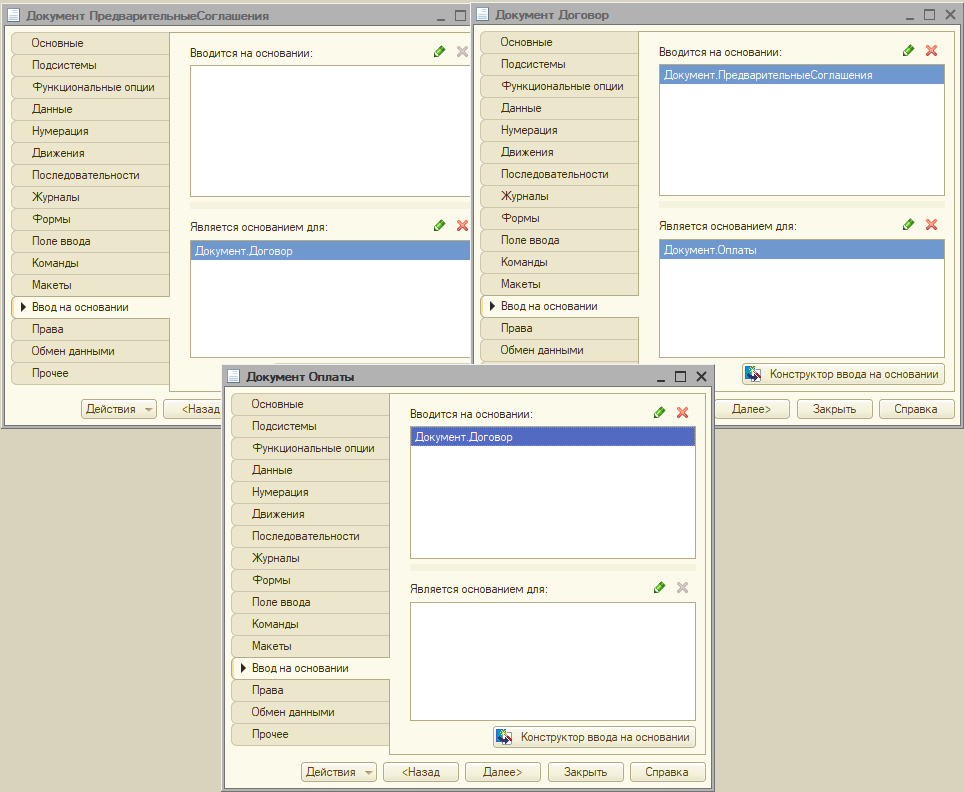 Документ ПредварительныеСоглашения
Основные
Подсистемы
Функциональные опции
Данные
Нумерация
Движения
Последовательности
Журналы
Формы
Поле ввода
Команды
Макеты
Ввод на основании
Права
Обмен данными
Прочее
Вводится на основании:
Является основанием для:
Документ.Договор
Действия
<Назад
Документ Договор
Основные
Подсистемы
Функциональные опции
Данные
Нумерация
Движения
Последовательности
Журналы
Формы
Поле ввода
Команды
Макеты
Ввод на основании
Права
Обмен данными
Вводится на основании:
Документ.ПредварительныеСоглашения
Является основанием для:
Документ.Оплаты
Конструктор ввода на основании
Далее>
Закрыть
Справка
Документ Оплаты
Основные
Подсистемы
Функциональные опции
Данные
Нумерация
Движения
Последовательности
Журналы
Формы
Поле ввода
Команды
Макеты
Ввод на основании
Права
Обмен данными
Прочее
Вводится на основании:
Документ.Договор
Является основанием для:
Конструктор ввода на основании
Действия
<Назад
Далее>
Закрыть
Справка